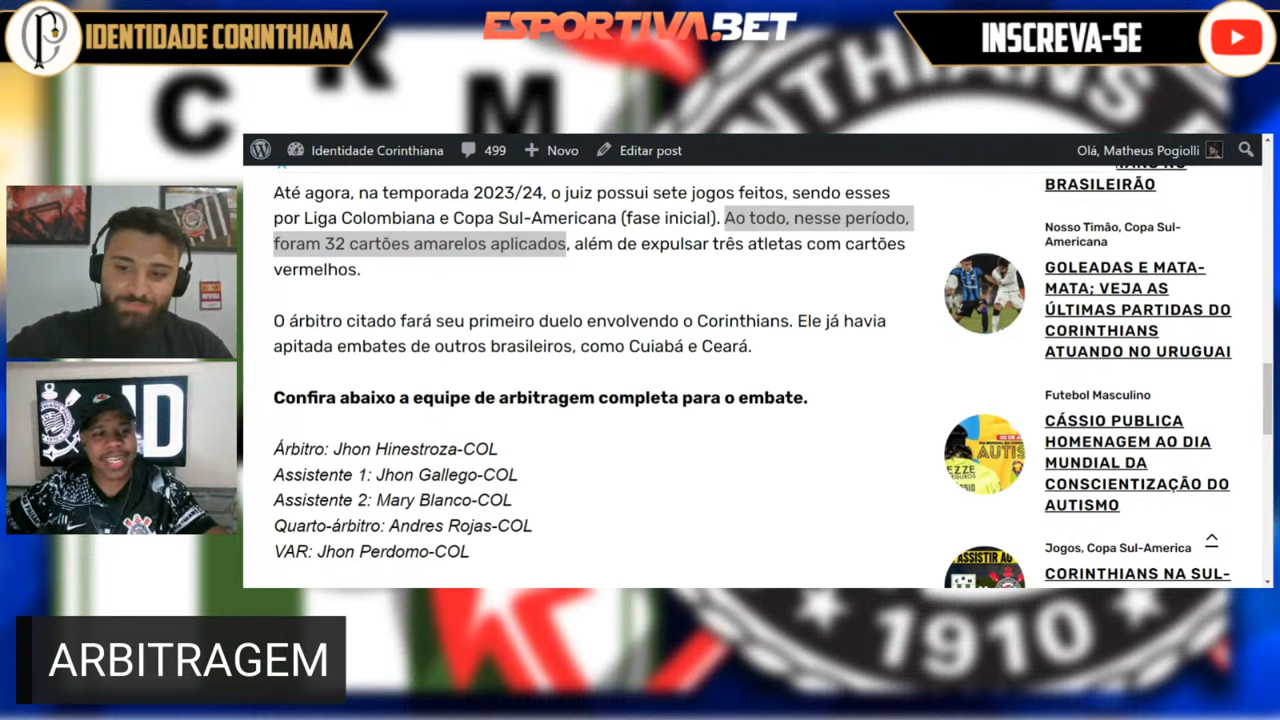 IDENTIDADE CORINTHIANA
ESPORTIVA.BET
INSCREVA-SE
C R M
INTHIANS
Identidade Corinthiana 499 Novo Editar post
Olá, Matheus Pogiolli
Até agora, na temporada 2023/24, o juiz possui sete jogos feitos, sendo esses
por Liga Colombiana e Copa Sul-Americana (fase inicial). Ao todo, nesse período,
foram 32 cartões amarelos aplicados, além de expulsar três atletas com cartões
vermelhos.
O árbitro citado fará seu primeiro duelo envolvendo o Corinthians. Ele já havia
apitada embates de outros brasileiros, como Cuiabá e Ceará.
Confira abaixo a equipe de arbitragem completa para o embate.
Árbitro: Jhon Hinestroza-COL
Assistente 1: Jhon Gallego-COL
Assistente 2: Mary Blanco-COL
Quarto-árbitro: Andres Rojas-COL
VAR: Jhon Perdomo-COL
BRASILEIRÃO
Nosso Timão, Copa Sul-
Americana
GOLEADAS E MATA-
MATA; VEJA AS
ÚLTIMAS PARTIDAS DO
CORINTHIANS
ATUANDO NO URUGUAI
Futebol Masculino
CÁSSIO PUBLICA
HOMENAGEM AO DIA
MUNDIAL DA
CONSCIENTIZAÇÃO DO
AUTISMO
AUTIS
EZZE
SEGUROS
Jogos, Copa Sul-America
CORINTHIANS NA SUL-
ASSISTIR AO
ID
1910
ARBITRAGEM